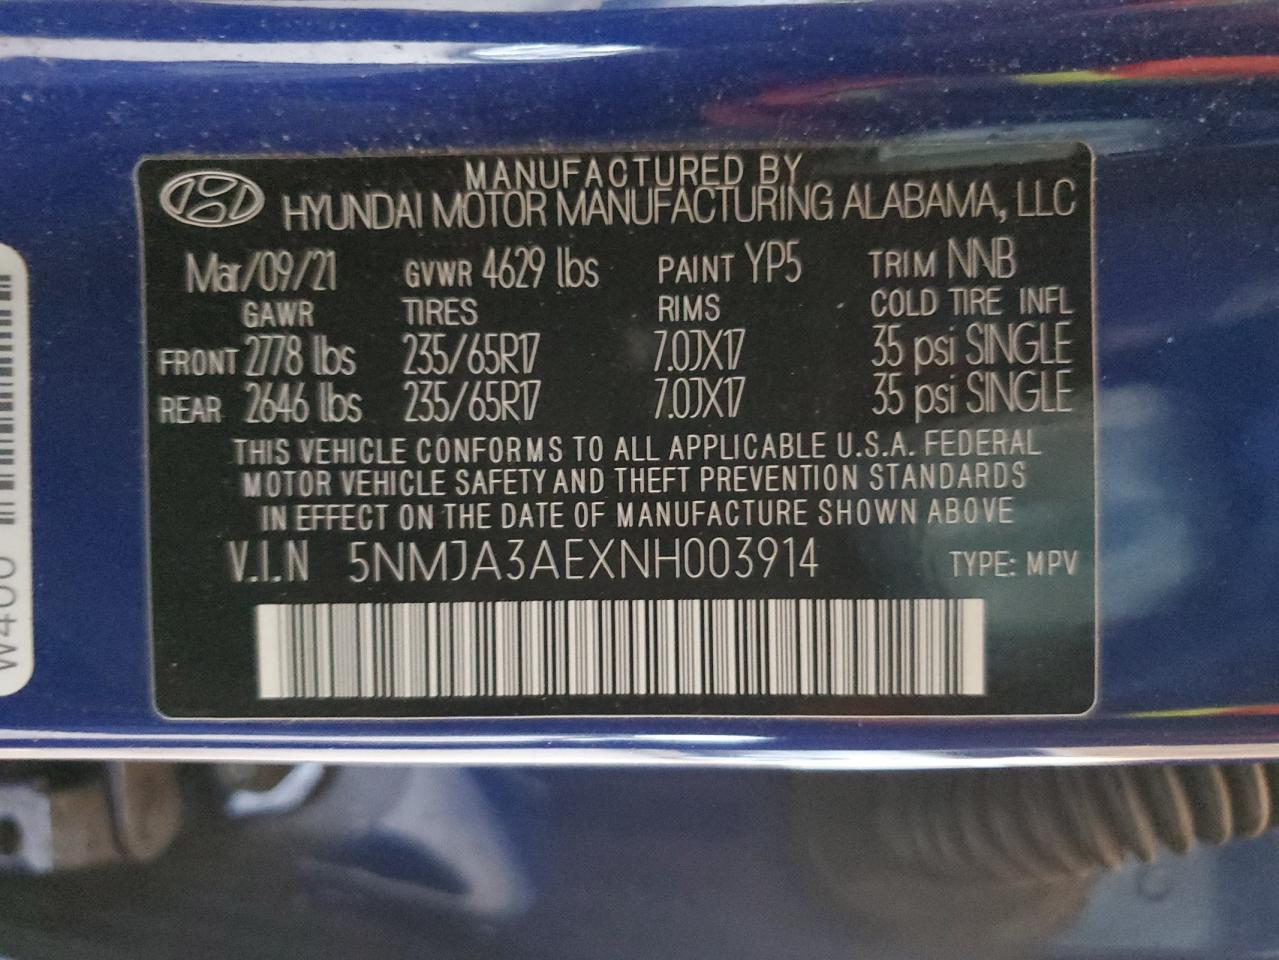 MANUFACTURED BY
HYUNDAI MOTOR MANUFACTURING ALABAMA, LLC
Mar/09/21 GVWR 4629 lbs PAINT YP5 TRIM NNB
GAWR TIRES RIMS COLD TIRE INFL
FRONT 2778 lbs 235/65R17 7.0JX17 35 psi SINGLE
REAR 2646 lbs 235/65R17 7.0JX17 35 psi SINGLE
THIS VEHICLE CONFORMS TO ALL APPLICABLE U.S.A. FEDERAL
MOTOR VEHICLE SAFETY AND THEFT PREVENTION STANDARDS
IN EFFECT ON THE DATE OF MANUFACTURE SHOWN ABOVE
V.I.N 5NMJA3AEXNH003914 TYPE: MPV